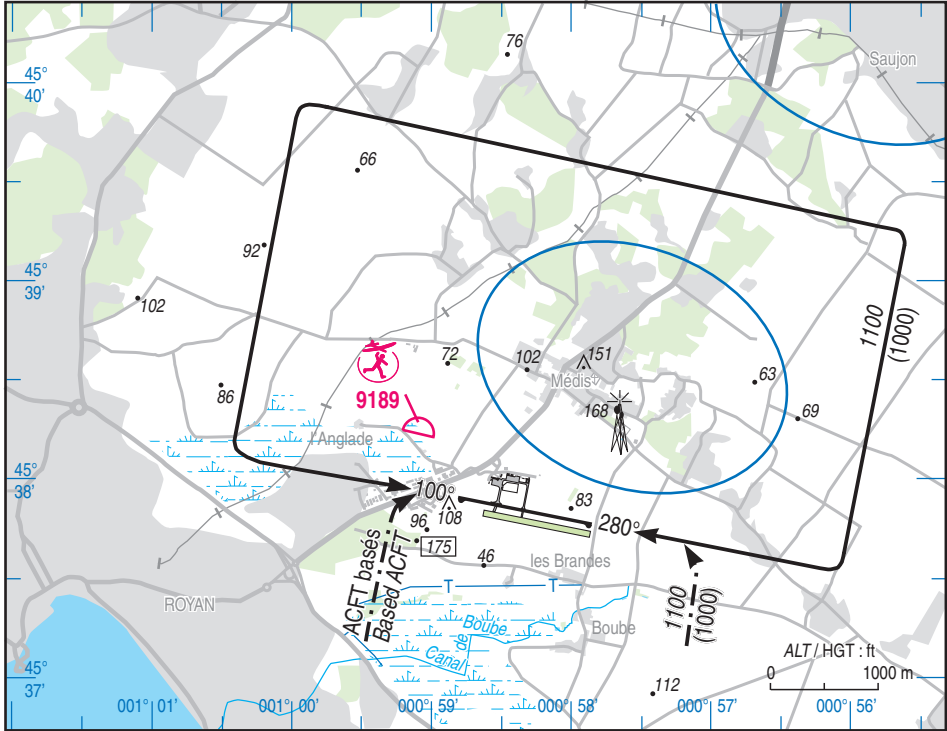 76
Saujon
45°
40'
66
92
45°
39'
102
1100
(1000)
72
102
151
Médis
63
86
9189
168
69
l'Anglade
45°
38'
100°
108
83
280°
96
175
46
les Brandes
ACFT basés
Based ACFT
T
T
ROYAN
Boube
Canal de Boube
1100
(1000)
ALT / HGT : ft
0 1000 m
45°
37'
112
001° 01'
001° 00'
000° 59'
000° 58'
000° 57'
000° 56'